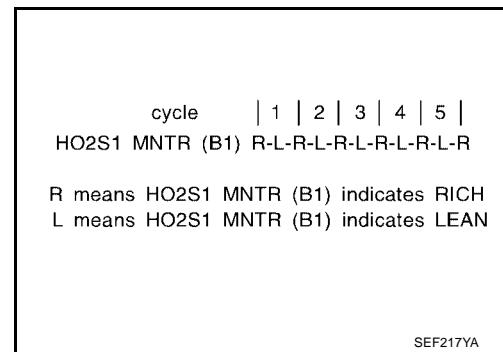 cycle | 1 | 2 | 3 | 4 | 5 |
HO2S1 MNTR (B1) R-L-R-L-R-L-R-L-R-L-R
R means HO2S1 MNTR (B1) indicates RICH
L means HO2S1 MNTR (B1) indicates LEAN
SEF217YA